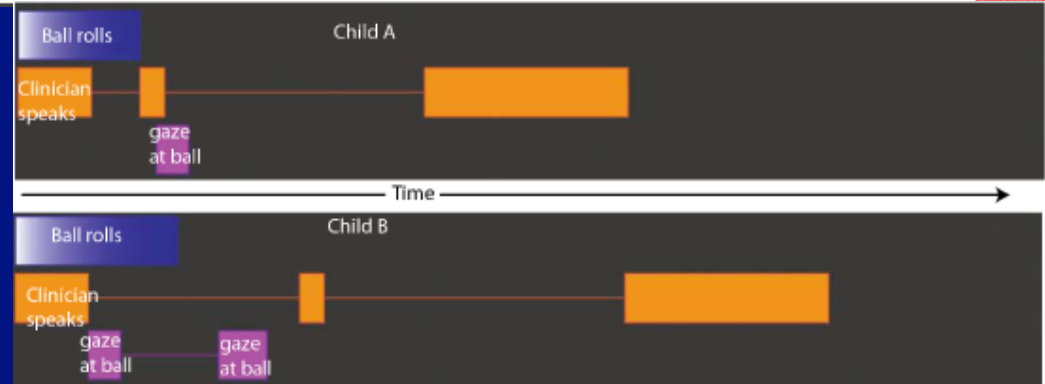 Ball rolls
Child A
Clinician
speaks
gaze
at ball
Time
Ball rolls
Child B
Clinician
speaks
gaze
at ball
gaze
at ball